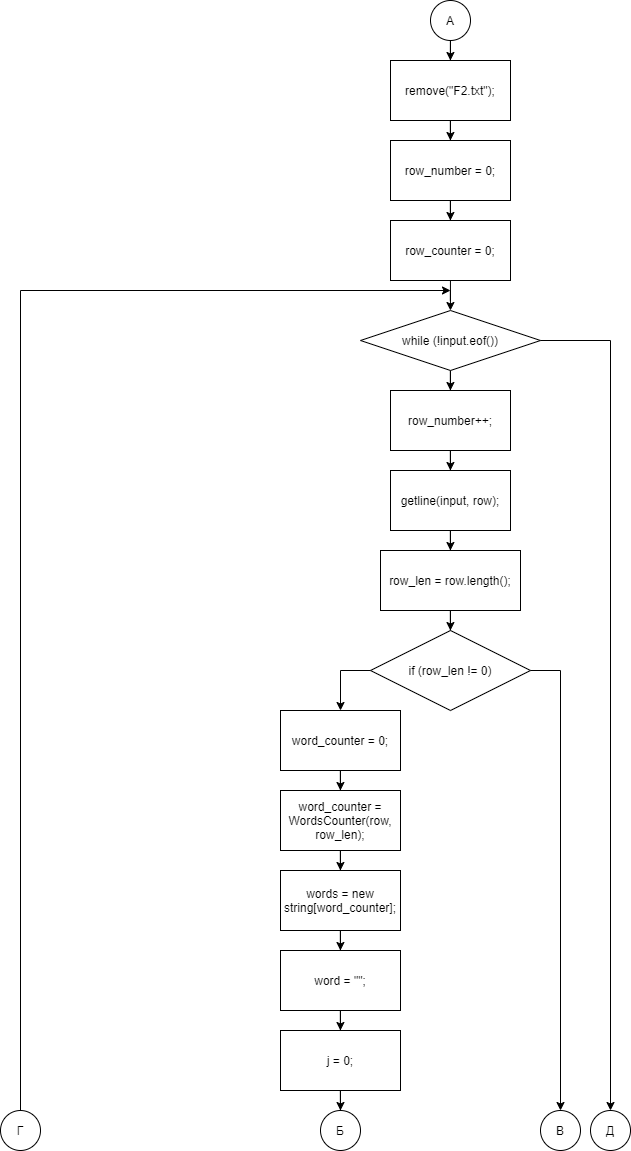 А
remove("F2.txt");
row_number = 0;
row_counter = 0;
while (!input.eof())
row_number++;
getline(input, row);
row_len = row.length();
if (row_len != 0)
word_counter = 0;
word_counter =
WordsCounter(row,
row_len);
words = new
string[word_counter];
word = "";
j = 0;
Г
Б
В
Д